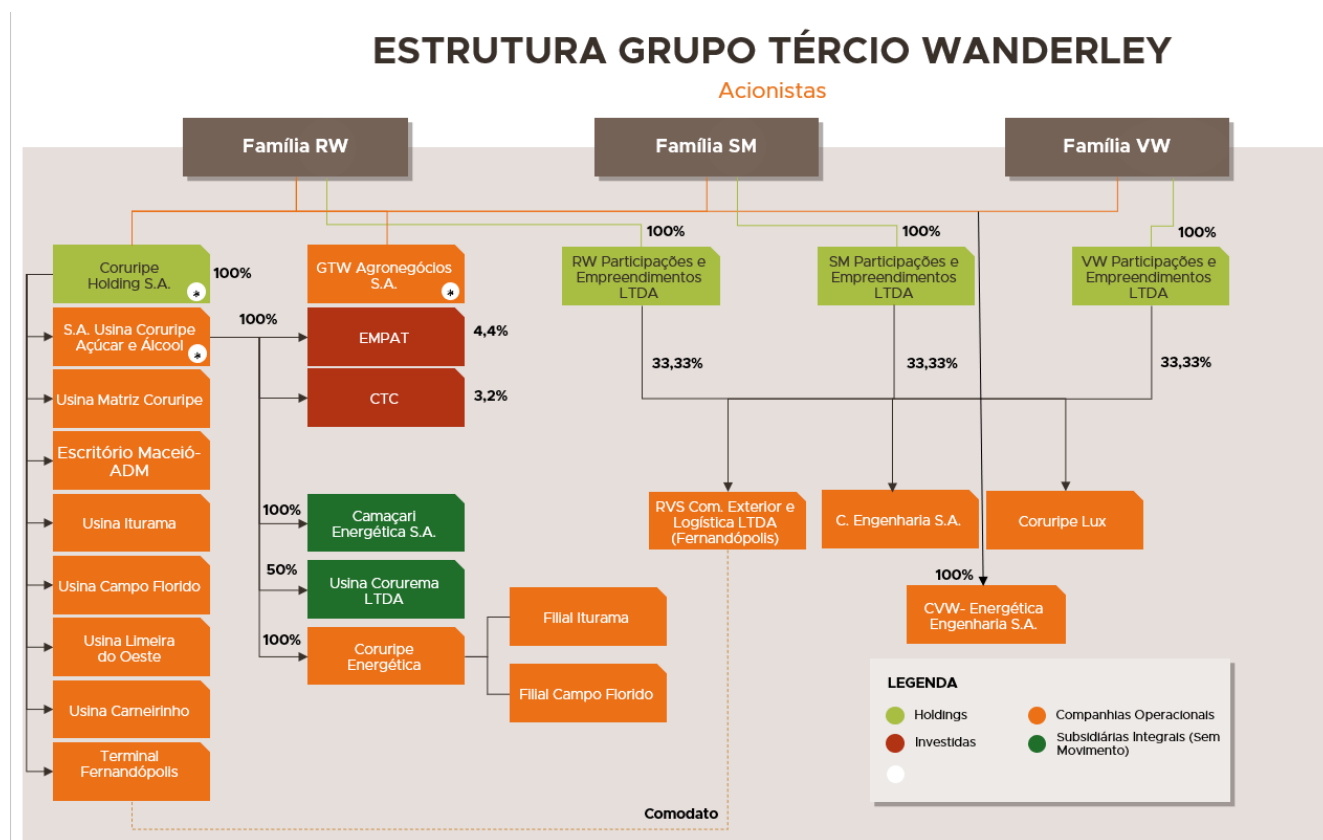 ESTRUTURA GRUPO TÉRCIO WANDERLEY
Acionistas
Família RW
Família SM
Família VW
Coruripe
Holding S.A.
*
100%
GTW Agronegócios
S.A.
*
100%
RW Participações e
Empreendimentos
LTDA
100%
SM Participações e
Empreendimentos
LTDA
100%
VW Participações e
Empreendimentos
LTDA
S.A. Usina Coruripe
Açúcar e Álcool
*
100%
EMPAT
4,4%
CTC
3,2%
33,33%
33,33%
33,33%
Usina Matriz Coruripe
Escritório Maceió-
ADM
Usina Iturama
Usina Campo Florido
Usina Limeira
do Oeste
Usina Carneirinho
Terminal
Fernandópolis
100%
Camaçari
Energética S.A.
50%
Usina Corurema
LTDA
100%
Coruripe
Energética
Filial Iturama
Filial Campo Florido
RVS Com. Exterior e
Logística LTDA
(Fernandópolis)
C. Engenharia S.A.
Coruripe Lux
100%
CVW- Energética
Engenharia S.A.
Comodato
LEGENDA
Holdings
Companhias Operacionais
Investidas
Subsidiárias Integrais (Sem
Movimento)